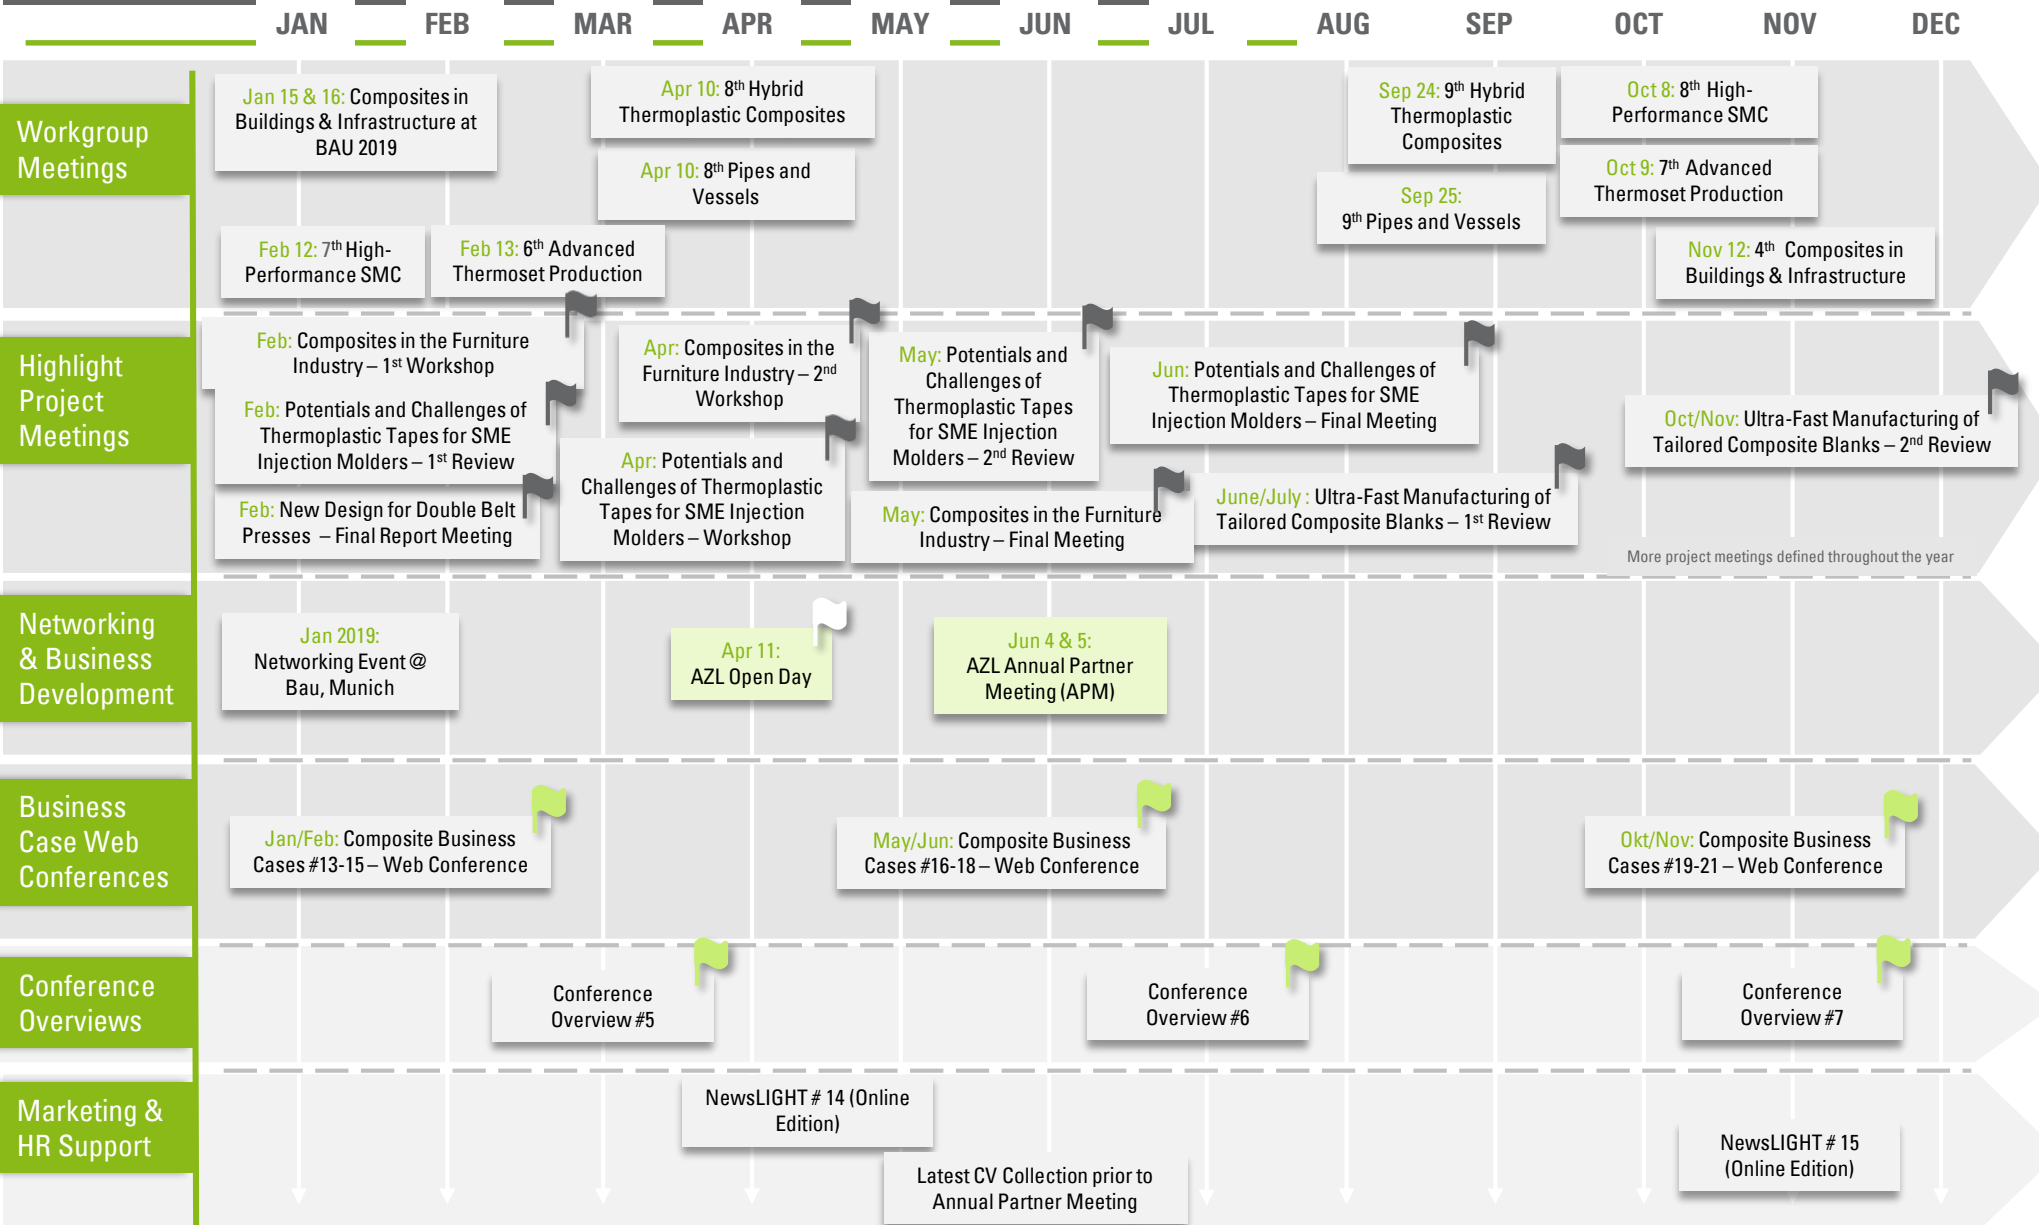 JAN FEB MAR APR MAY JUN JUL AUG SEP OCT NOV DEC
Workgroup
Meetings
Jan 15 & 16: Composites in
Buildings & Infrastructure at
BAU 2019
Feb 12: 7th High-
Performance SMC
Feb 13: 6th Advanced
Thermoset Production
Apr 10: 8th Hybrid
Thermoplastic Composites
Apr 10: 8th Pipes and
Vessels
Sep 24: 9th Hybrid
Thermoplastic
Composites
Sep 25:
9th Pipes and Vessels
Oct 8: 8th High-
Performance SMC
Oct 9: 7th Advanced
Thermoset Production
Nov 12: 4th Composites in
Buildings & Infrastructure
Highlight
Project
Meetings
Feb: Composites in the Furniture
Industry – 1st Workshop
Feb: Potentials and Challenges of
Thermoplastic Tapes for SME
Injection Molders – 1st Review
Feb: New Design for Double Belt
Presses – Final Report Meeting
Apr: Composites in the
Furniture Industry – 2nd
Workshop
Apr: Potentials and
Challenges of Thermoplastic
Tapes for SME Injection
Molders – Workshop
May: Potentials and
Challenges of
Thermoplastic Tapes
for SME Injection
Molders – 2nd Review
May: Composites in the Furniture
Industry – Final Meeting
Jun: Potentials and Challenges of
Thermoplastic Tapes for SME
Injection Molders – Final Meeting
June/July : Ultra-Fast Manufacturing of
Tailored Composite Blanks – 1st Review
Oct/Nov: Ultra-Fast Manufacturing of
Tailored Composite Blanks – 2nd Review
More project meetings defined throughout the year
Networking
& Business
Development
Jan 2019:
Networking Event @
Bau, Munich
Apr 11:
AZL Open Day
Jun 4 & 5:
AZL Annual Partner
Meeting (APM)
Business
Case Web
Conferences
Jan/Feb: Composite Business
Cases #13-15 – Web Conference
May/Jun: Composite Business
Cases #16-18 – Web Conference
Okt/Nov: Composite Business
Cases #19-21 – Web Conference
Conference
Overviews
Conference
Overview #5
Conference
Overview #6
Conference
Overview #7
Marketing &
HR Support
NewsLIGHT # 14 (Online
Edition)
Latest CV Collection prior to
Annual Partner Meeting
NewsLIGHT # 15
(Online Edition)